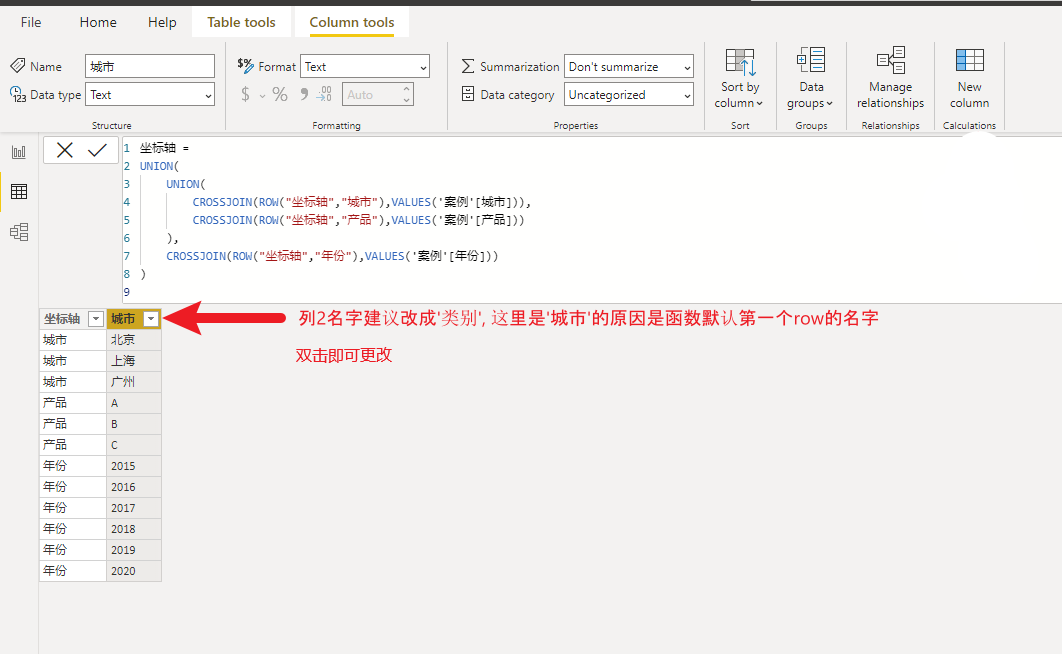 File Home Help Table tools Column tools
Name 城市 $% Format Text Σ Summarization Don't summarize
Data type Text $ % 9 .00 Auto Data category Uncategorized
Sort by column Data groups Manage relationships New column
Structure Formatting Properties Sort Groups Relationships Calculations
1 坐标轴 =
2 UNION(
3 UNION(
4 CROSSJOIN(ROW("坐标轴","城市"),VALUES('案例'[城市])),
5 CROSSJOIN(ROW("坐标轴","产品"),VALUES('案例'[产品]))
6 ),
7 CROSSJOIN(ROW("坐标轴","年份"),VALUES('案例'[年份]))
8 )
9
坐标轴 城市
列2名字建议改成'类别', 这里是'城市'的原因是函数默认第一个row的名字
城市 北京
双击即可更改
城市 上海
城市 广州
产品 A
产品 B
产品 C
年份 2015
年份 2016
年份 2017
年份 2018
年份 2019
年份 2020